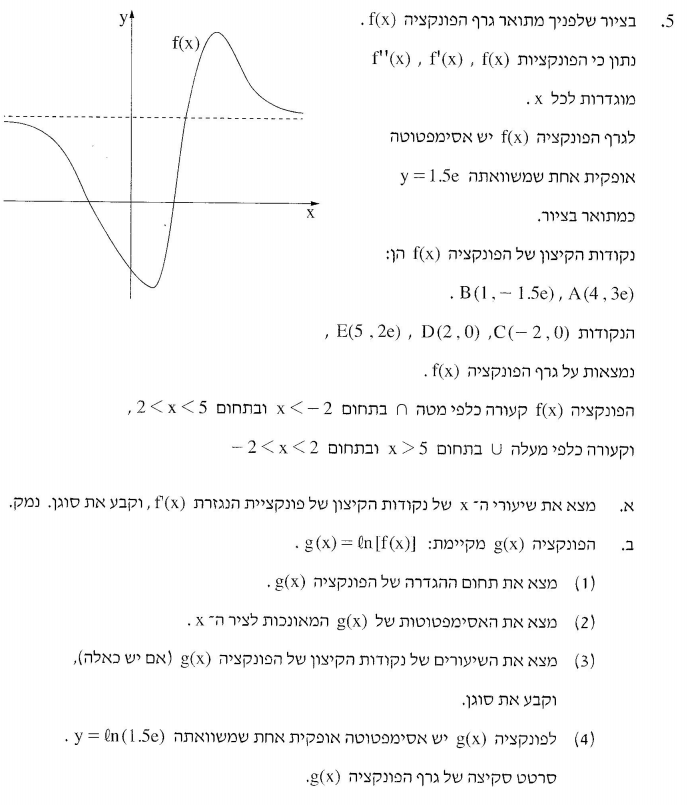 5. בציור שלפניך מתואר גרף הפונקציה f(x) .
נתון כי הפונקציות f''(x) , f'(x) , f(x)
מוגדרות לכל x .
לגרף הפונקציה f(x) יש אסימפטוטה
אופקית אחת שמשוואתה y = 1.5e
כמתואר בציור.
נקודות הקיצון של הפונקציה f(x) הן:
. B(1, − 1.5e) , A(4 , 3e)
הנקודות E(5 , 2e) , D(2 , 0) ,C(− 2 , 0) ,
נמצאות על גרף הפונקציה f(x) .
הפונקציה f(x) קעורה כלפי מטה ∩ בתחום x < − 2 ובתחום 2 < x < 5 ,
וקעורה כלפי מעלה ∪ בתחום x > 5 ובתחום − 2 < x < 2
y
f(x)
x
א. מצא את שיעורי ה־ x של נקודות הקיצון של פונקציית הנגזרת f'(x) , וקבע את סוגן. נמק.
ב. הפונקציה g(x) מקיימת: g(x) = ℓn[f(x)] .
(1) מצא את תחום ההגדרה של הפונקציה g(x) .
(2) מצא את האסימפטוטות של g(x) המאונכות לציר ה־ x .
(3) מצא את השיעורים של נקודות הקיצון של הפונקציה g(x) (אם יש כאלה),
וקבע את סוגן.
(4) לפונקציה g(x) יש אסימפטוטה אופקית אחת שמשוואתה y = ℓn(1.5e) .
סרטט סקיצה של גרף הפונקציה g(x).